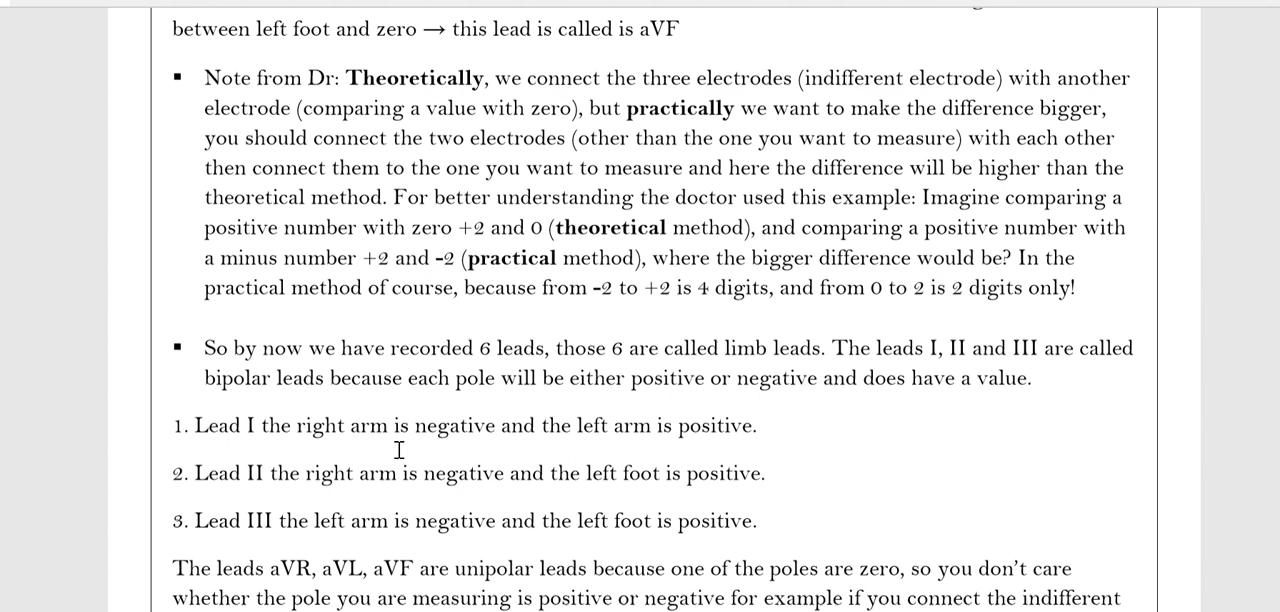 between left foot and zero → this lead is called is aVF
▪ Note from Dr: Theoretically, we connect the three electrodes (indifferent electrode) with another
electrode (comparing a value with zero), but practically we want to make the difference bigger,
you should connect the two electrodes (other than the one you want to measure) with each other
then connect them to the one you want to measure and here the difference will be higher than the
theoretical method. For better understanding the doctor used this example: Imagine comparing a
positive number with zero +2 and 0 (theoretical method), and comparing a positive number with
a minus number +2 and -2 (practical method), where the bigger difference would be? In the
practical method of course, because from -2 to +2 is 4 digits, and from 0 to 2 is 2 digits only!
▪ So by now we have recorded 6 leads, those 6 are called limb leads. The leads I, II and III are called
bipolar leads because each pole will be either positive or negative and does have a value.
1. Lead I the right arm is negative and the left arm is positive.
2. Lead II the right arm is negative and the left foot is positive.
3. Lead III the left arm is negative and the left foot is positive.
The leads aVR, aVL, aVF are unipolar leads because one of the poles are zero, so you don't care
whether the pole you are measuring is positive or negative for example if you connect the indifferent